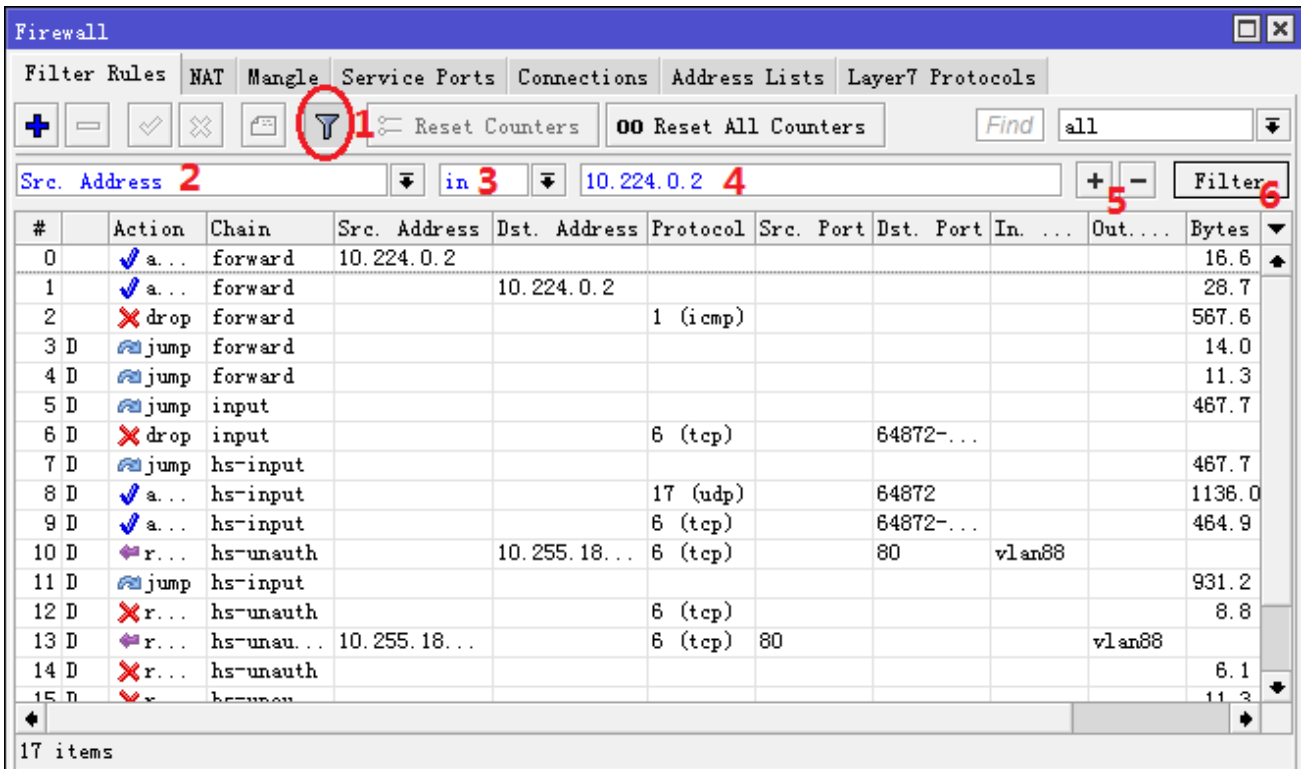 Firewall
Filter Rules NAT Mangle Service Ports Connections Address Lists Layer7 Protocols
1 Reset Counters 00 Reset All Counters Find all
Src. Address 2 in 3 10.224.0.2 4 + 5 - Filter 6
# Action Chain Src. Address Dst. Address Protocol Src. Port Dst. Port In. ... Out.... Bytes
0 a... forward 10.224.0.2 16.6
1 a... forward 10.224.0.2 28.7
2 drop forward 1 (icmp) 567.6
3 D jump forward 14.0
4 D jump forward 11.3
5 D jump input 467.7
6 D drop input 6 (tcp) 64872-...
7 D jump hs-input 467.7
8 D a... hs-input 17 (udp) 64872 1136.0
9 D a... hs-input 6 (tcp) 64872-... 464.9
10 D r... hs-unauth 10.255.18... 6 (tcp) 80 vlan88
11 D jump hs-input 931.2
12 D r... hs-unauth 6 (tcp) 8.8
13 D r... hs-unau... 10.255.18... 6 (tcp) 80 vlan88
14 D r... hs-unauth 6.1
15 D 11.3
17 items